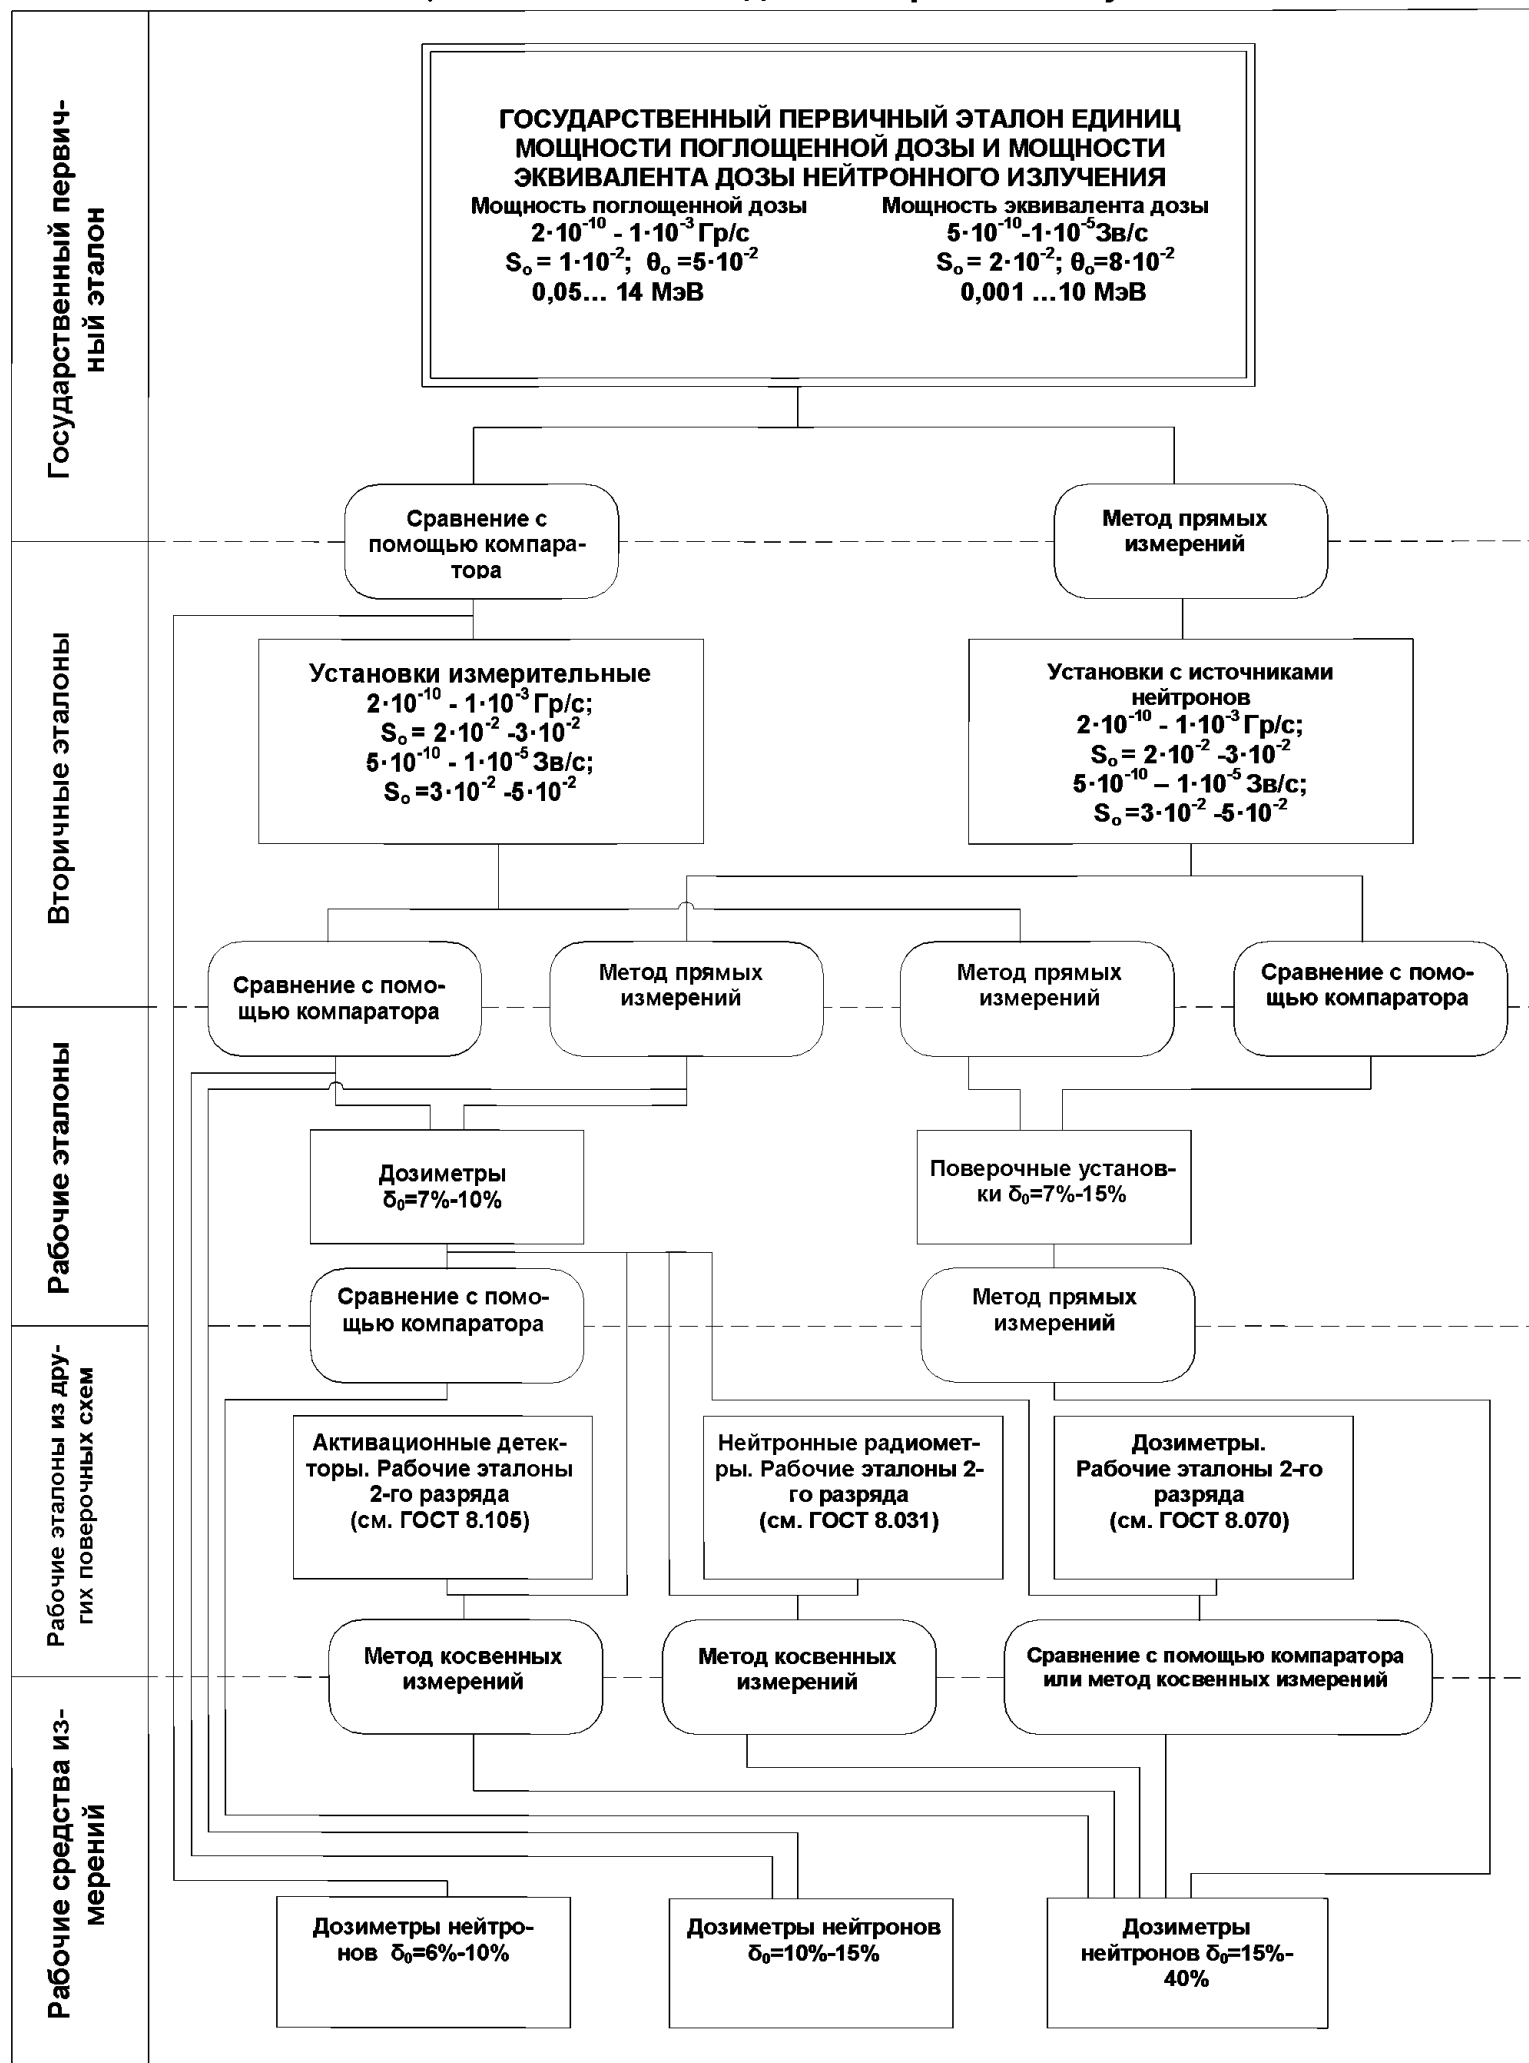 Государственный первич-
ный эталон
ГОСУДАРСТВЕННЫЙ ПЕРВИЧНЫЙ ЭТАЛОН ЕДИНИЦ
МОЩНОСТИ ПОГЛОЩЕННОЙ ДОЗЫ И МОЩНОСТИ
ЭКВИВАЛЕНТА ДОЗЫ НЕЙТРОННОГО ИЗЛУЧЕНИЯ
Мощность поглощенной дозы
2·10⁻¹⁰ - 1·10⁻³ Гр/с
Sₒ = 1·10⁻²; θₒ =5·10⁻²
0,05... 14 МэВ
Мощность эквивалента дозы
5·10⁻¹⁰-1·10⁻⁵Зв/с
Sₒ = 2·10⁻²; θₒ=8·10⁻²
0,001 ...10 МэВ
Сравнение с
помощью компара-
тора
Метод прямых
измерений
Вторичные эталоны
Установки измерительные
2·10⁻¹⁰ - 1·10⁻³ Гр/с;
Sₒ = 2·10⁻² -3·10⁻²
5·10⁻¹⁰ - 1·10⁻⁵ Зв/с;
Sₒ =3·10⁻² -5·10⁻²
Установки с источниками
нейтронов
2·10⁻¹⁰ - 1·10⁻³ Гр/с;
Sₒ = 2·10⁻² -3·10⁻²
5·10⁻¹⁰ – 1·10⁻⁵ Зв/с;
Sₒ =3·10⁻² -5·10⁻²
Сравнение с помо-
щью компаратора
Метод прямых
измерений
Метод прямых
измерений
Сравнение с помо-
щью компаратора
Рабочие эталоны
Дозиметры
δ₀=7%-10%
Поверочные установ-
ки δ₀=7%-15%
Сравнение с помо-
щью компаратора
Метод прямых
измерений
Рабочие эталоны из дру-
гих поверочных схем
Активационные детек-
торы. Рабочие эталоны
2-го разряда
(см. ГОСТ 8.105)
Нейтронные радиомет-
ры. Рабочие эталоны 2-
го разряда
(см. ГОСТ 8.031)
Дозиметры.
Рабочие эталоны 2-го
разряда
(см. ГОСТ 8.070)
Метод косвенных
измерений
Метод косвенных
измерений
Сравнение с помощью компаратора
или метод косвенных измерений
Рабочие средства из-
мерений
Дозиметры нейтро-
нов δ₀=6%-10%
Дозиметры нейтронов
δ₀=10%-15%
Дозиметры
нейтронов δ₀=15%-
40%